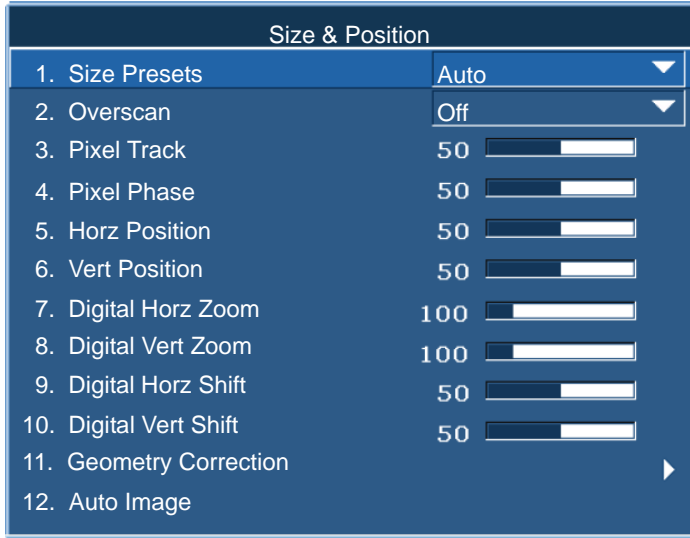 Size & Position
1. Size Presets Auto
2. Overscan Off
3. Pixel Track 50
4. Pixel Phase 50
5. Horz Position 50
6. Vert Position 50
7. Digital Horz Zoom 100
8. Digital Vert Zoom 100
9. Digital Horz Shift 50
10. Digital Vert Shift 50
11. Geometry Correction
12. Auto Image